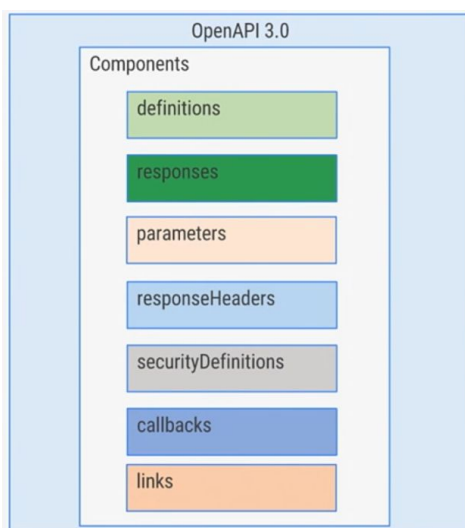 OpenAPI 3.0
Components
definitions
responses
parameters
responseHeaders
securityDefinitions
callbacks
links